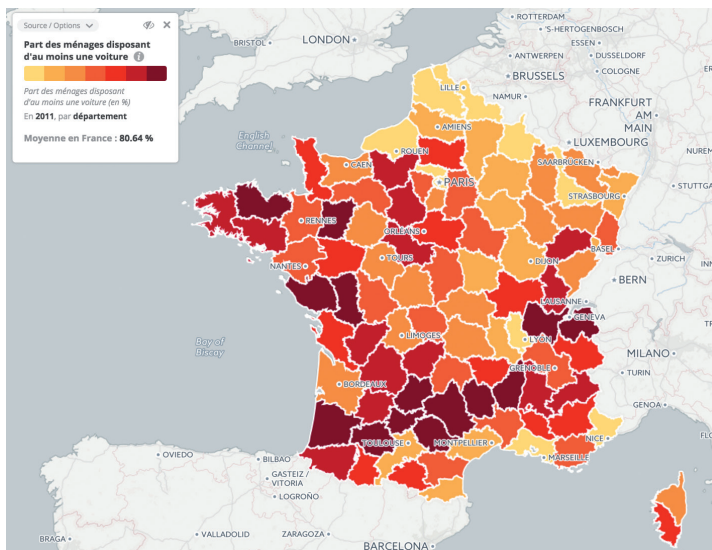 Source / Options
Part des ménages disposant
d'au moins une voiture
Part des ménages disposant
d'au moins une voiture (en %)
En 2011, par département
Moyenne en France : 80.64 %
ROTTERDAM
LONDON
'S-HERTOGENBOSCH
BRISTOL
ESSEN
ANTWERPEN
DUSSELDORF
COLOGNE
BRUSSELS
LILLE
NAMUR
FRANKFURT
AM
MAIN
AMIENS
English
Channel
LUXEMBOURG
ROUEN
CAEN
SAARBRÜCKEN
PARIS
STUTTGA
STRASBOURG
RENNES
ORLEANS
BASEL
TOURS
DIJON
ZURICH
NANTES
BERN
LAUSANNE
GENEVA
Bay of
Biscay
LIMOGES
LYON
MILANO
GRENOBLE
TURIN
BORDEAUX
GENOA
FLO
OVIEDO
BILBAO
TOULOUSE
MONTPELLIER
NICE
MARSEILLE
GASTEIZ /
VITORIA
LOGROÑO
VALLADOLID
ZARAGOZA
BRAGA
BARCELONA